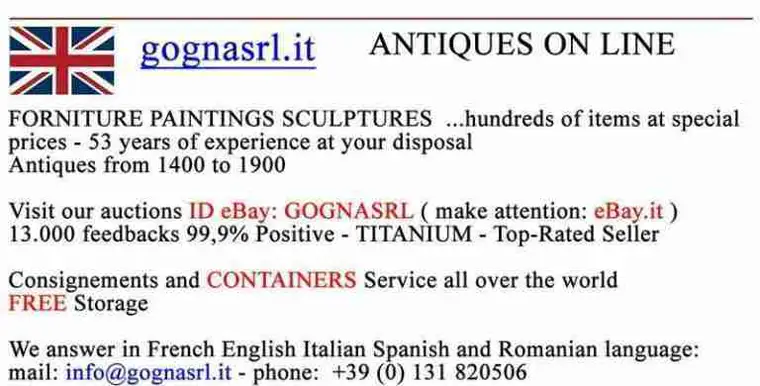 gognasrl.it ANTIQUES ON LINE
FORNITURE PAINTINGS SCULPTURES ...hundreds of items at special
prices - 53 years of experience at your disposal
Antiques from 1400 to 1900
Visit our auctions ID eBay: GOGNASRL ( make attention: eBay.it )
13.000 feedbacks 99,9% Positive - TITANIUM - Top-Rated Seller
Consignements and CONTAINERS Service all over the world
FREE Storage
We answer in French English Italian Spanish and Romanian language:
mail: info@gognasrl.it - phone: +39 (0) 131 820506